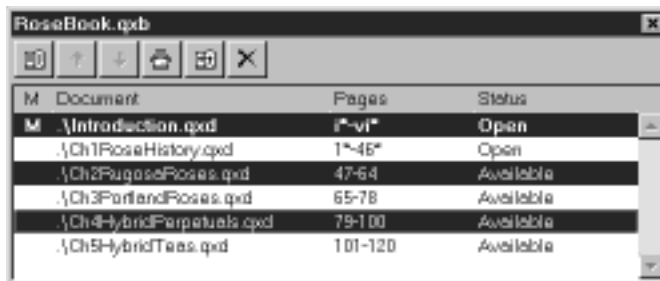 RoseBook.qxb
M Document Pages Status
M .\Introduction.qxd i*-vi* Open
.\Ch1RoseHistory.qxd 1*-46* Open
.\Ch2RugosaRoses.qxd 47-64 Available
.\Ch3PortlandRoses.qxd 65-78 Available
.\Ch4HybridPerpetuals.qxd 79-100 Available
.\Ch5HybridTeas.qxd 101-120 Available